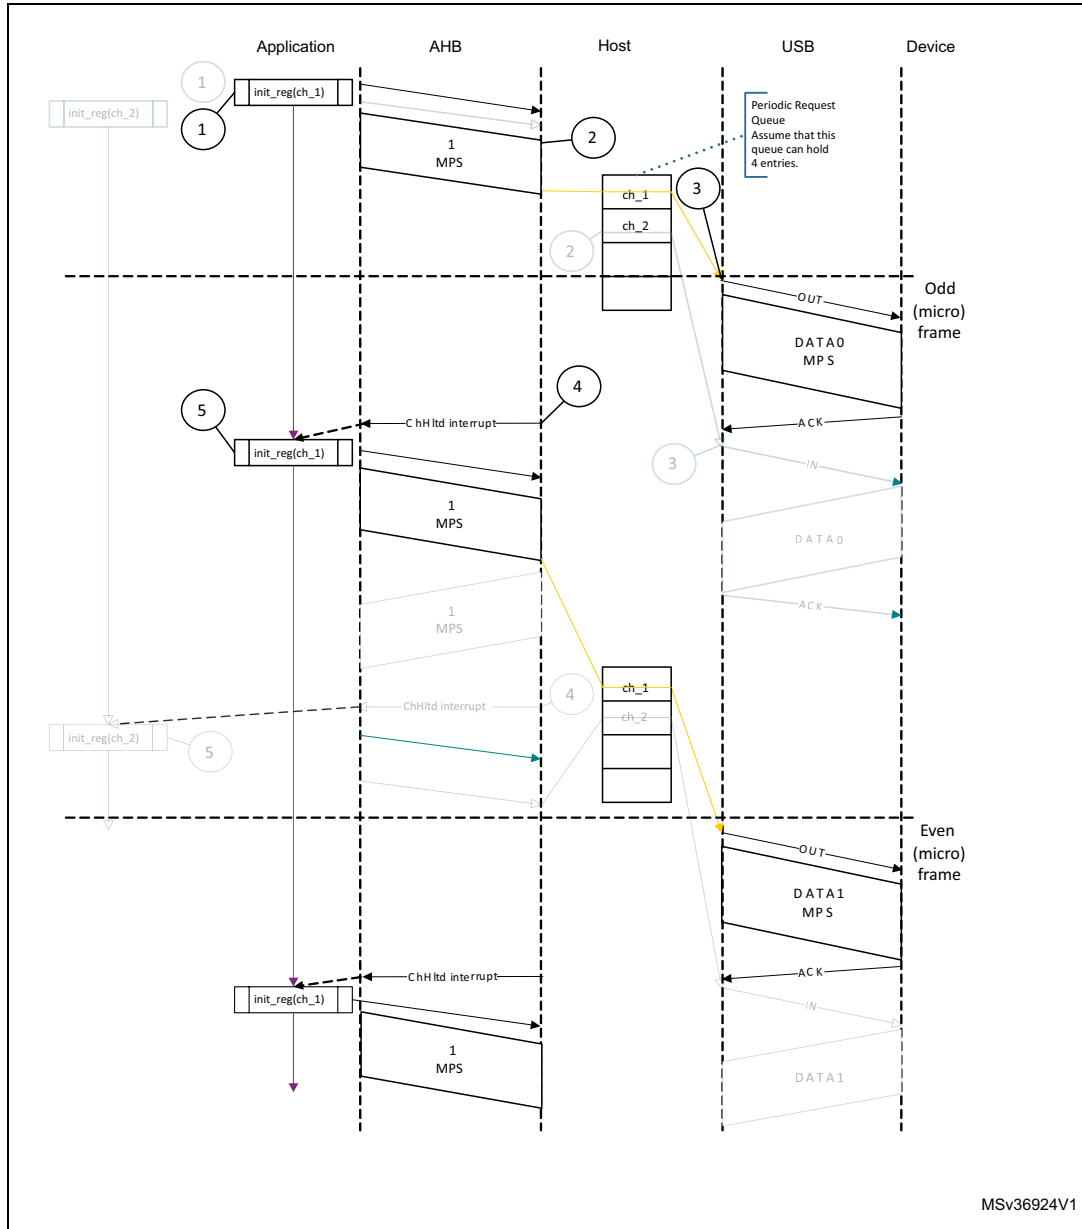 Application AHB Host USB Device
1
init_reg(ch_1)
init_reg(ch_2)
1
Periodic Request
Queue
Assume that this
queue can hold
4 entries.
1
MPS
2
3
ch_1
ch_2
2
OUT
Odd
(micro)
frame
DATA0
MPS
4
5
ChHltd interrupt
ACK
init_reg(ch_1)
3
IN
1
MPS
DATA0
ACK
1
MPS
ch_1
4
ChHltd interrupt
ch_2
init_reg(ch_2)
5
Even
(micro)
frame
OUT
DATA1
MPS
ChHltd interrupt
ACK
init_reg(ch_1)
IN
1
MPS
DATA1
MSv36924V1